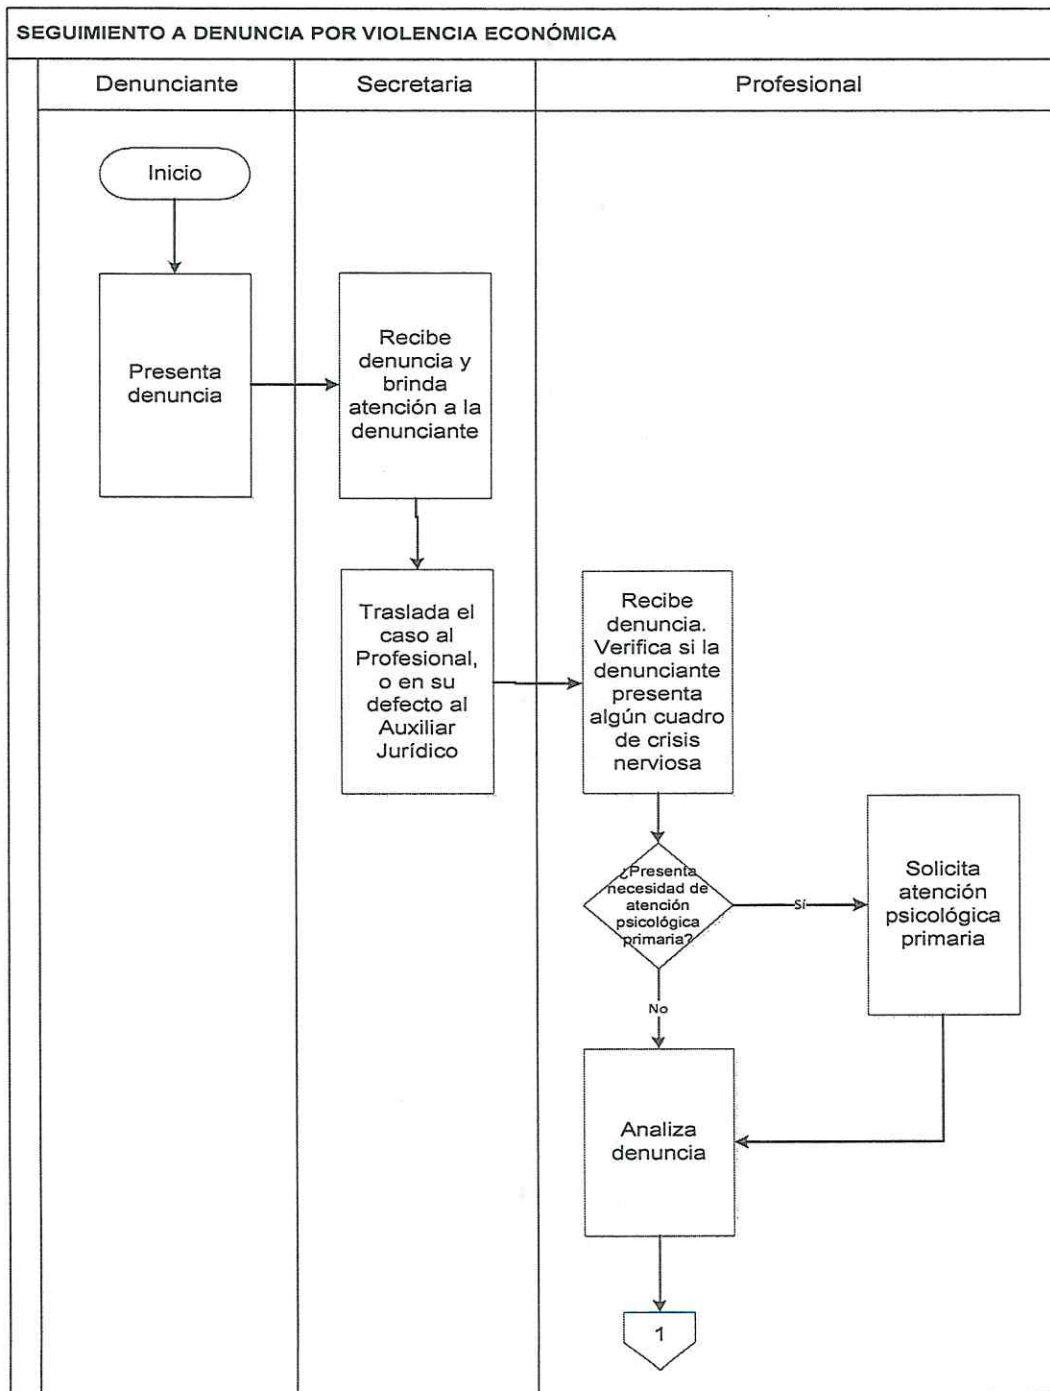 SEGUIMIENTO A DENUNCIA POR VIOLENCIA ECONÓMICA
Denunciante
Secretaria
Profesional
Inicio
Presenta
denuncia
Recibe
denuncia y
brinda
atención a la
denunciante
Traslada el
caso al
Profesional,
o en su
defecto al
Auxiliar
Jurídico
Recibe
denuncia.
Verifica si la
denunciante
presenta
algún cuadro
de crisis
nerviosa
¿Presenta
necesidad de
atención
psicológica
primaria?
Sí
Solicita
atención
psicológica
primaria
No
Analiza
denuncia
1